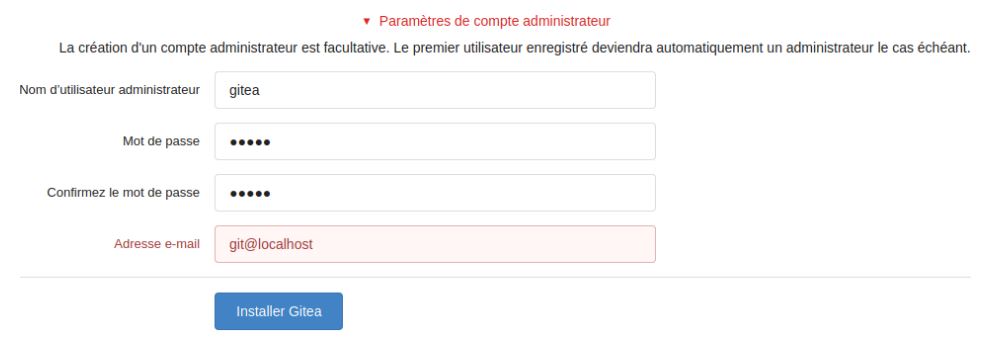 ▼ Paramètres de compte administrateur
La création d'un compte administrateur est facultative. Le premier utilisateur enregistré deviendra automatiquement un administrateur le cas échéant.
Nom d'utilisateur administrateur gitea
Mot de passe ●●●●●
Confirmez le mot de passe ●●●●●
Adresse e-mail git@localhost
Installer Gitea